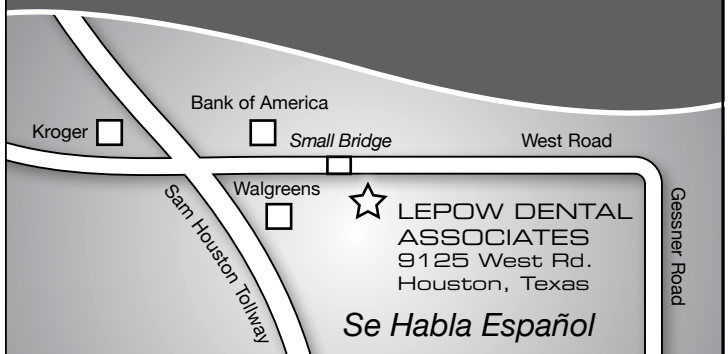 Bank of America
Kroger
Small Bridge
West Road
Walgreens
Sam Houston Tollway
LEPOW DENTAL
ASSOCIATES
9125 West Rd.
Houston, Texas
Gessner Road
Se Habla Español